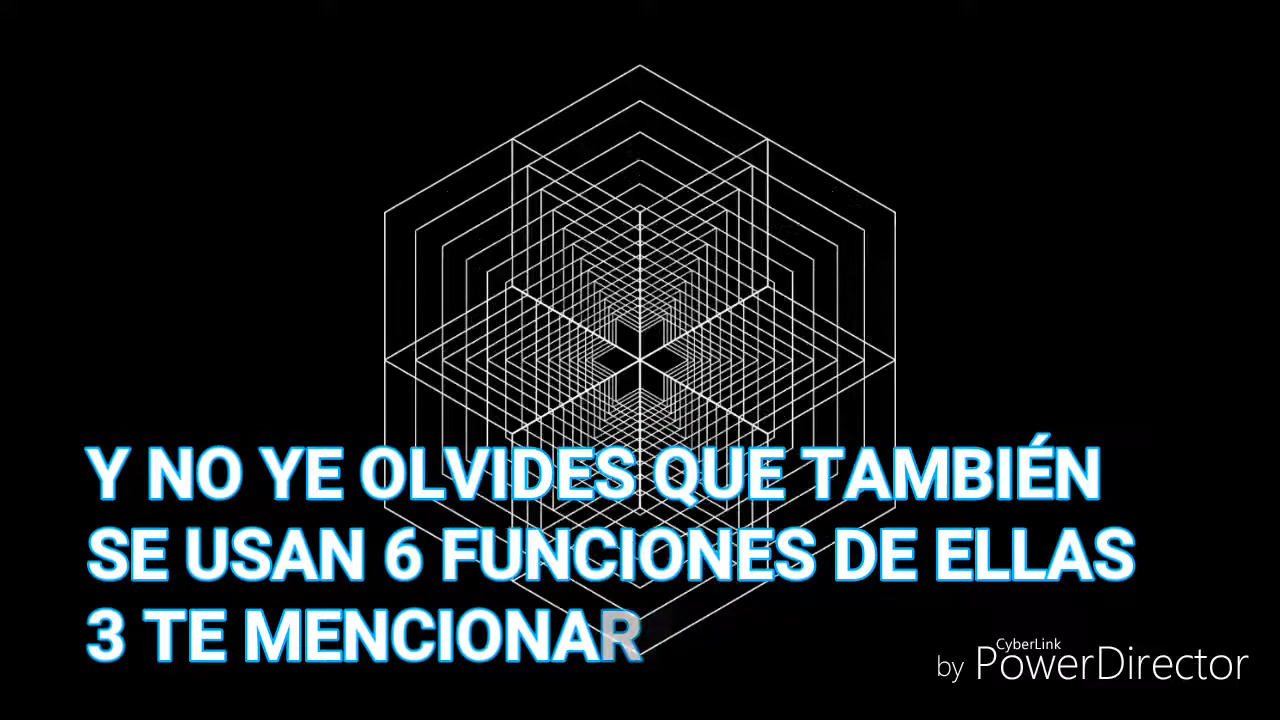 Y NO YE OLVIDES QUE TAMBIÉN
SE USAN 6 FUNCIONES DE ELLAS
3 TE MENCIONAR
CyberLink
by PowerDirector